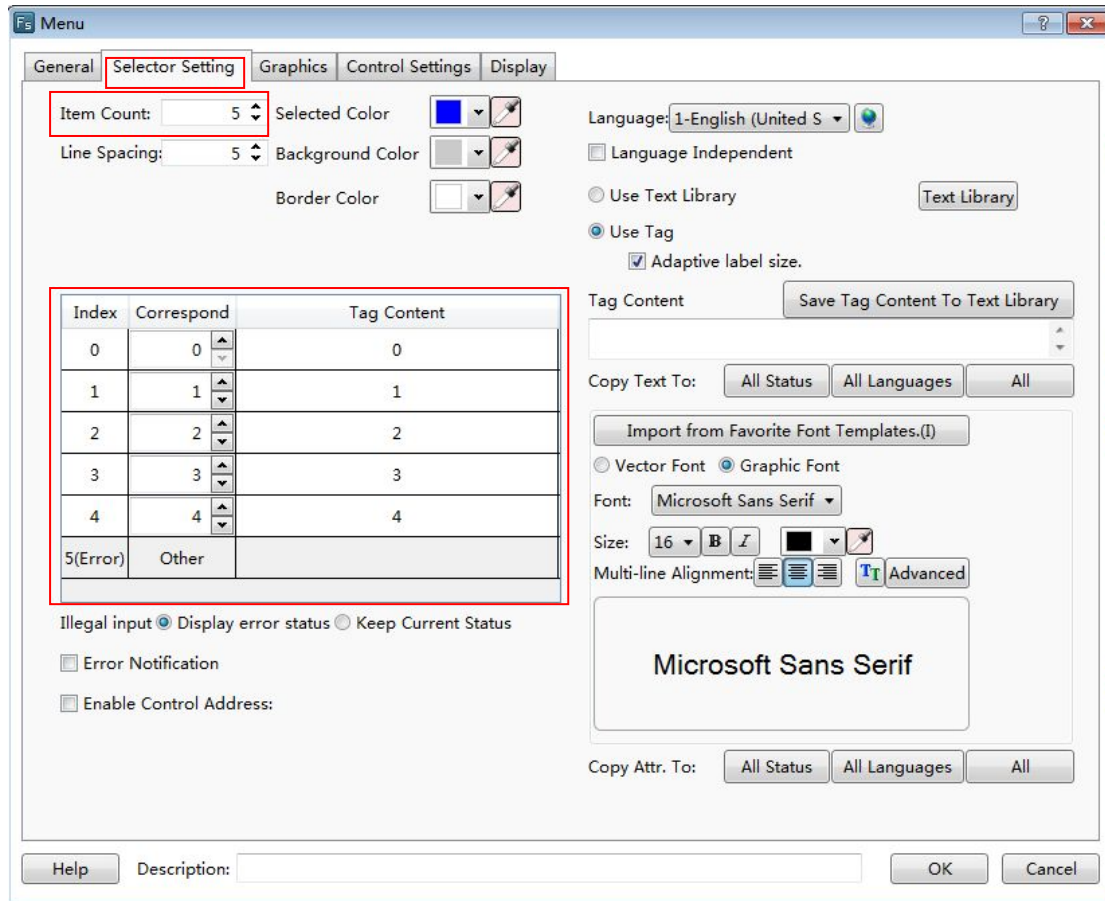 Fs Menu
General Selector Setting Graphics Control Settings Display
Item Count: 5 Selected Color
Line Spacing: 5 Background Color
Border Color
Language: 1-English (United S
Language Independent
Use Text Library Text Library
Use Tag
Adaptive label size.
Index Correspond Tag Content
0 0 0
1 1 1
2 2 2
3 3 3
4 4 4
5(Error) Other
Illegal input Display error status Keep Current Status
Error Notification
Enable Control Address:
Tag Content Save Tag Content To Text Library
Copy Text To: All Status All Languages All
Import from Favorite Font Templates.(I)
Vector Font Graphic Font
Font: Microsoft Sans Serif
Size: 16 B I
Multi-line Alignment: TT Advanced
Microsoft Sans Serif
Copy Attr. To: All Status All Languages All
Help Description: OK Cancel